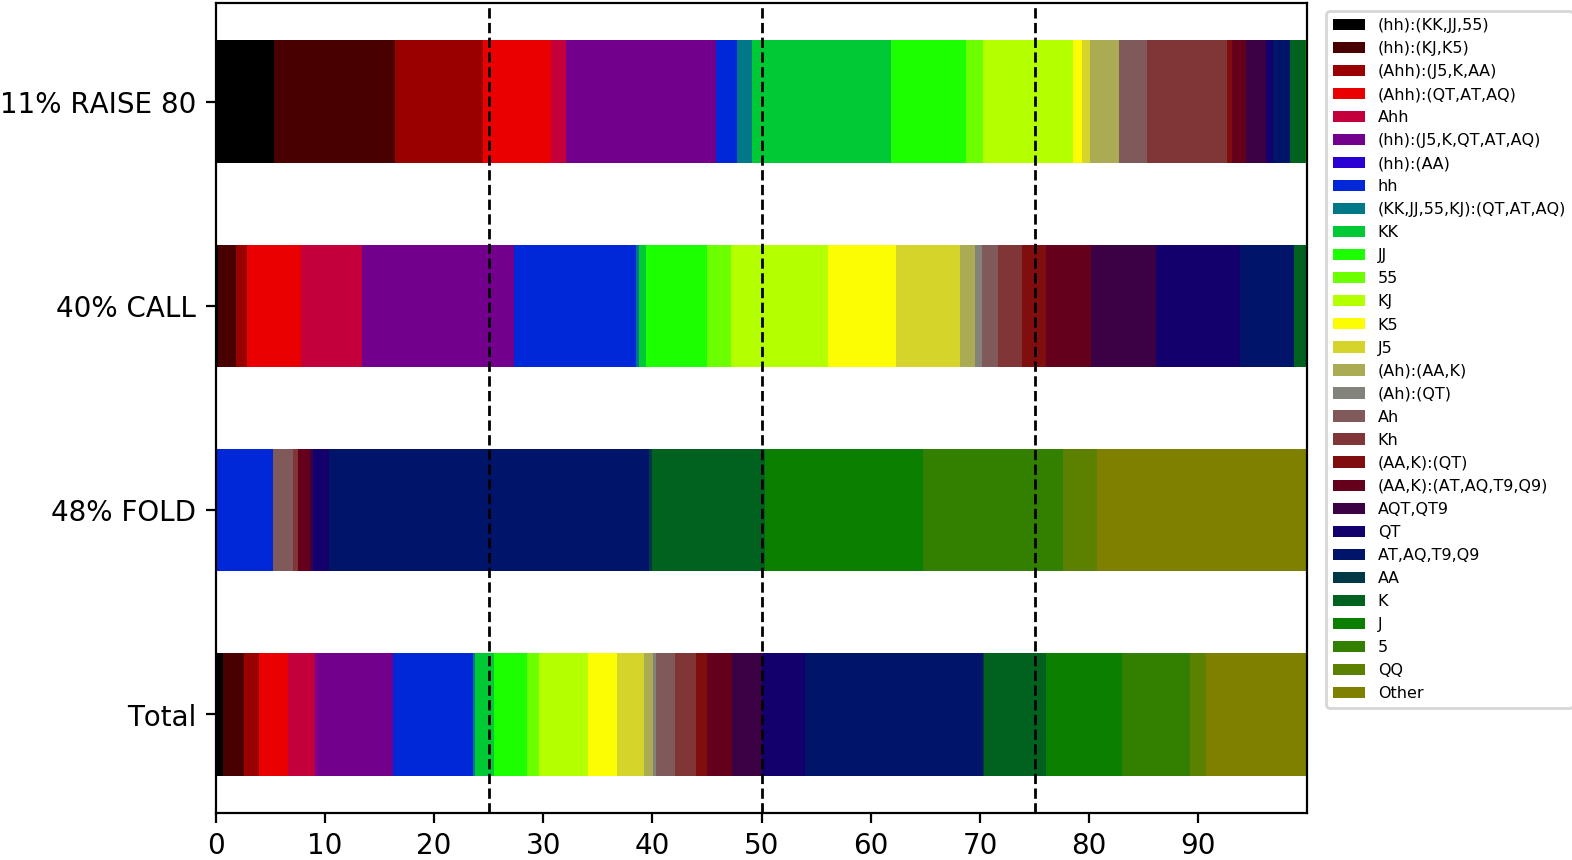 11% RAISE 80
40% CALL
48% FOLD
Total
0 10 20 30 40 50 60 70 80 90
(hh):(KK,JJ,55)
(hh):(KJ,K5)
(Ahh):(J5,K,AA)
(Ahh):(QT,AT,AQ)
Ahh
(hh):(J5,K,QT,AT,AQ)
(hh):(AA)
hh
(KK,JJ,55,KJ):(QT,AT,AQ)
KK
JJ
55
KJ
K5
J5
(Ah):(AA,K)
(Ah):(QT)
Ah
Kh
(AA,K):(QT)
(AA,K):(AT,AQ,T9,Q9)
AQT,QT9
QT
AT,AQ,T9,Q9
AA
K
J
5
QQ
Other